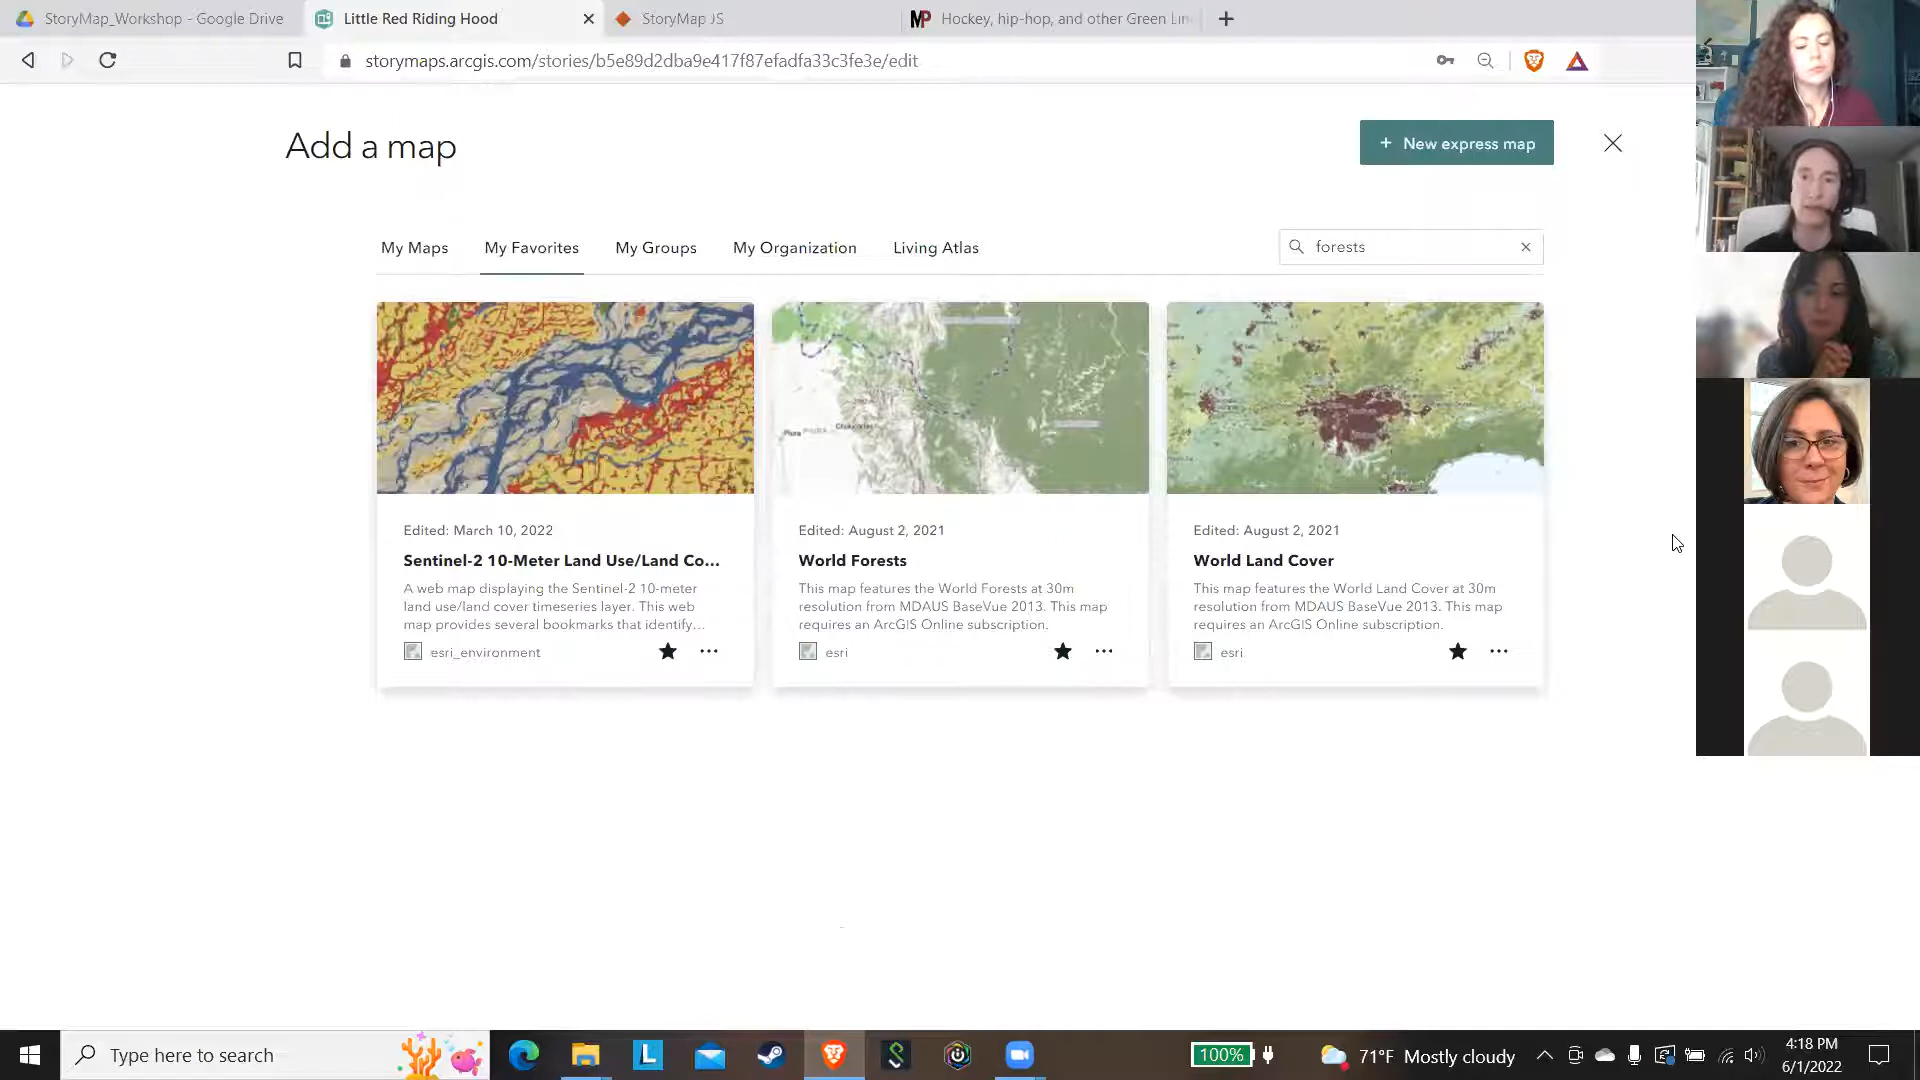 StoryMap_Workshop - Google Drive
Little Red Riding Hood
StoryMap JS
MP Hockey, hip-hop, and other Green Lin
storymaps.arcgis.com/stories/b5e89d2dba9e417f87efadfa33c3fe3e/edit
Add a map
+ New express map
My Maps
My Favorites
My Groups
My Organization
Living Atlas
forests
Edited: March 10, 2022
Sentinel-2 10-Meter Land Use/Land Co...
A web map displaying the Sentinel-2 10-meter
land use/land cover timeseries layer. This web
map provides several bookmarks that identify...
esri_environment
Edited: August 2, 2021
World Forests
This map features the World Forests at 30m
resolution from MDAUS BaseVue 2013. This map
requires an ArcGIS Online subscription.
esri
Edited: August 2, 2021
World Land Cover
This map features the World Land Cover at 30m
resolution from MDAUS BaseVue 2013. This map
requires an ArcGIS Online subscription.
esri
Type here to search
100%
71°F Mostly cloudy
4:18 PM
6/1/2022